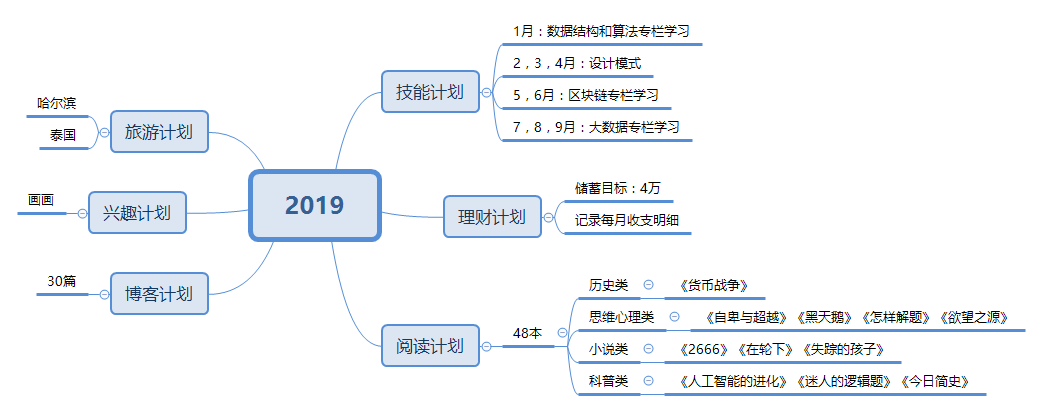 2019
技能计划
1月：数据结构和算法专栏学习
2，3，4月：设计模式
5，6月：区块链专栏学习
7，8，9月：大数据专栏学习
理财计划
储蓄目标：4万
记录每月收支明细
阅读计划
48本
历史类
《货币战争》
思维心理类
《自卑与超越》《黑天鹅》《怎样解题》《欲望之源》
小说类
《2666》《在轮下》《失踪的孩子》
科普类
《人工智能的进化》《迷人的逻辑题》《今日简史》
旅游计划
哈尔滨
泰国
兴趣计划
画画
博客计划
30篇